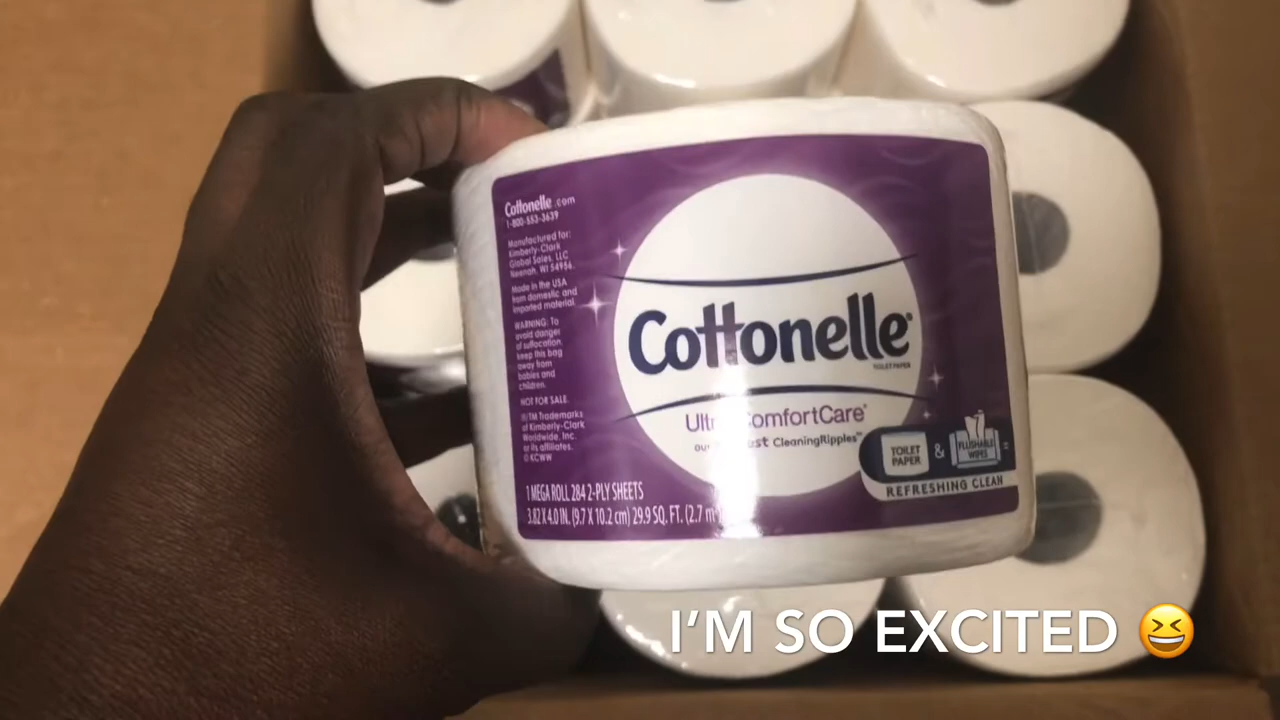 Cottonelle.com
1-800-553-3639
Manufactured for:
Kimberly-Clark
Global Sales, LLC
Neenah, WI 54956
Made in the USA
from domestic and
imported material.
WARNING: To
avoid danger
of suffocation,
keep this bag
away from
babies and
children.
NOT FOR SALE.
®/TM Trademarks
of Kimberly-Clark
Worldwide, Inc.
or its affiliates.
© KCWW
Cottonelle®
TOILET PAPER
Ultra ComfortCare®
our CleaningRipples™
TOILET
PAPER
&
FLUSHABLE
WIPES
REFRESHING CLEAN
1 MEGA ROLL 284 2-PLY SHEETS
3.82 X 4.0 IN. (9.7 X 10.2 cm) 29.9 SQ. FT. (2.7 m
I'M SO EXCITED 😆